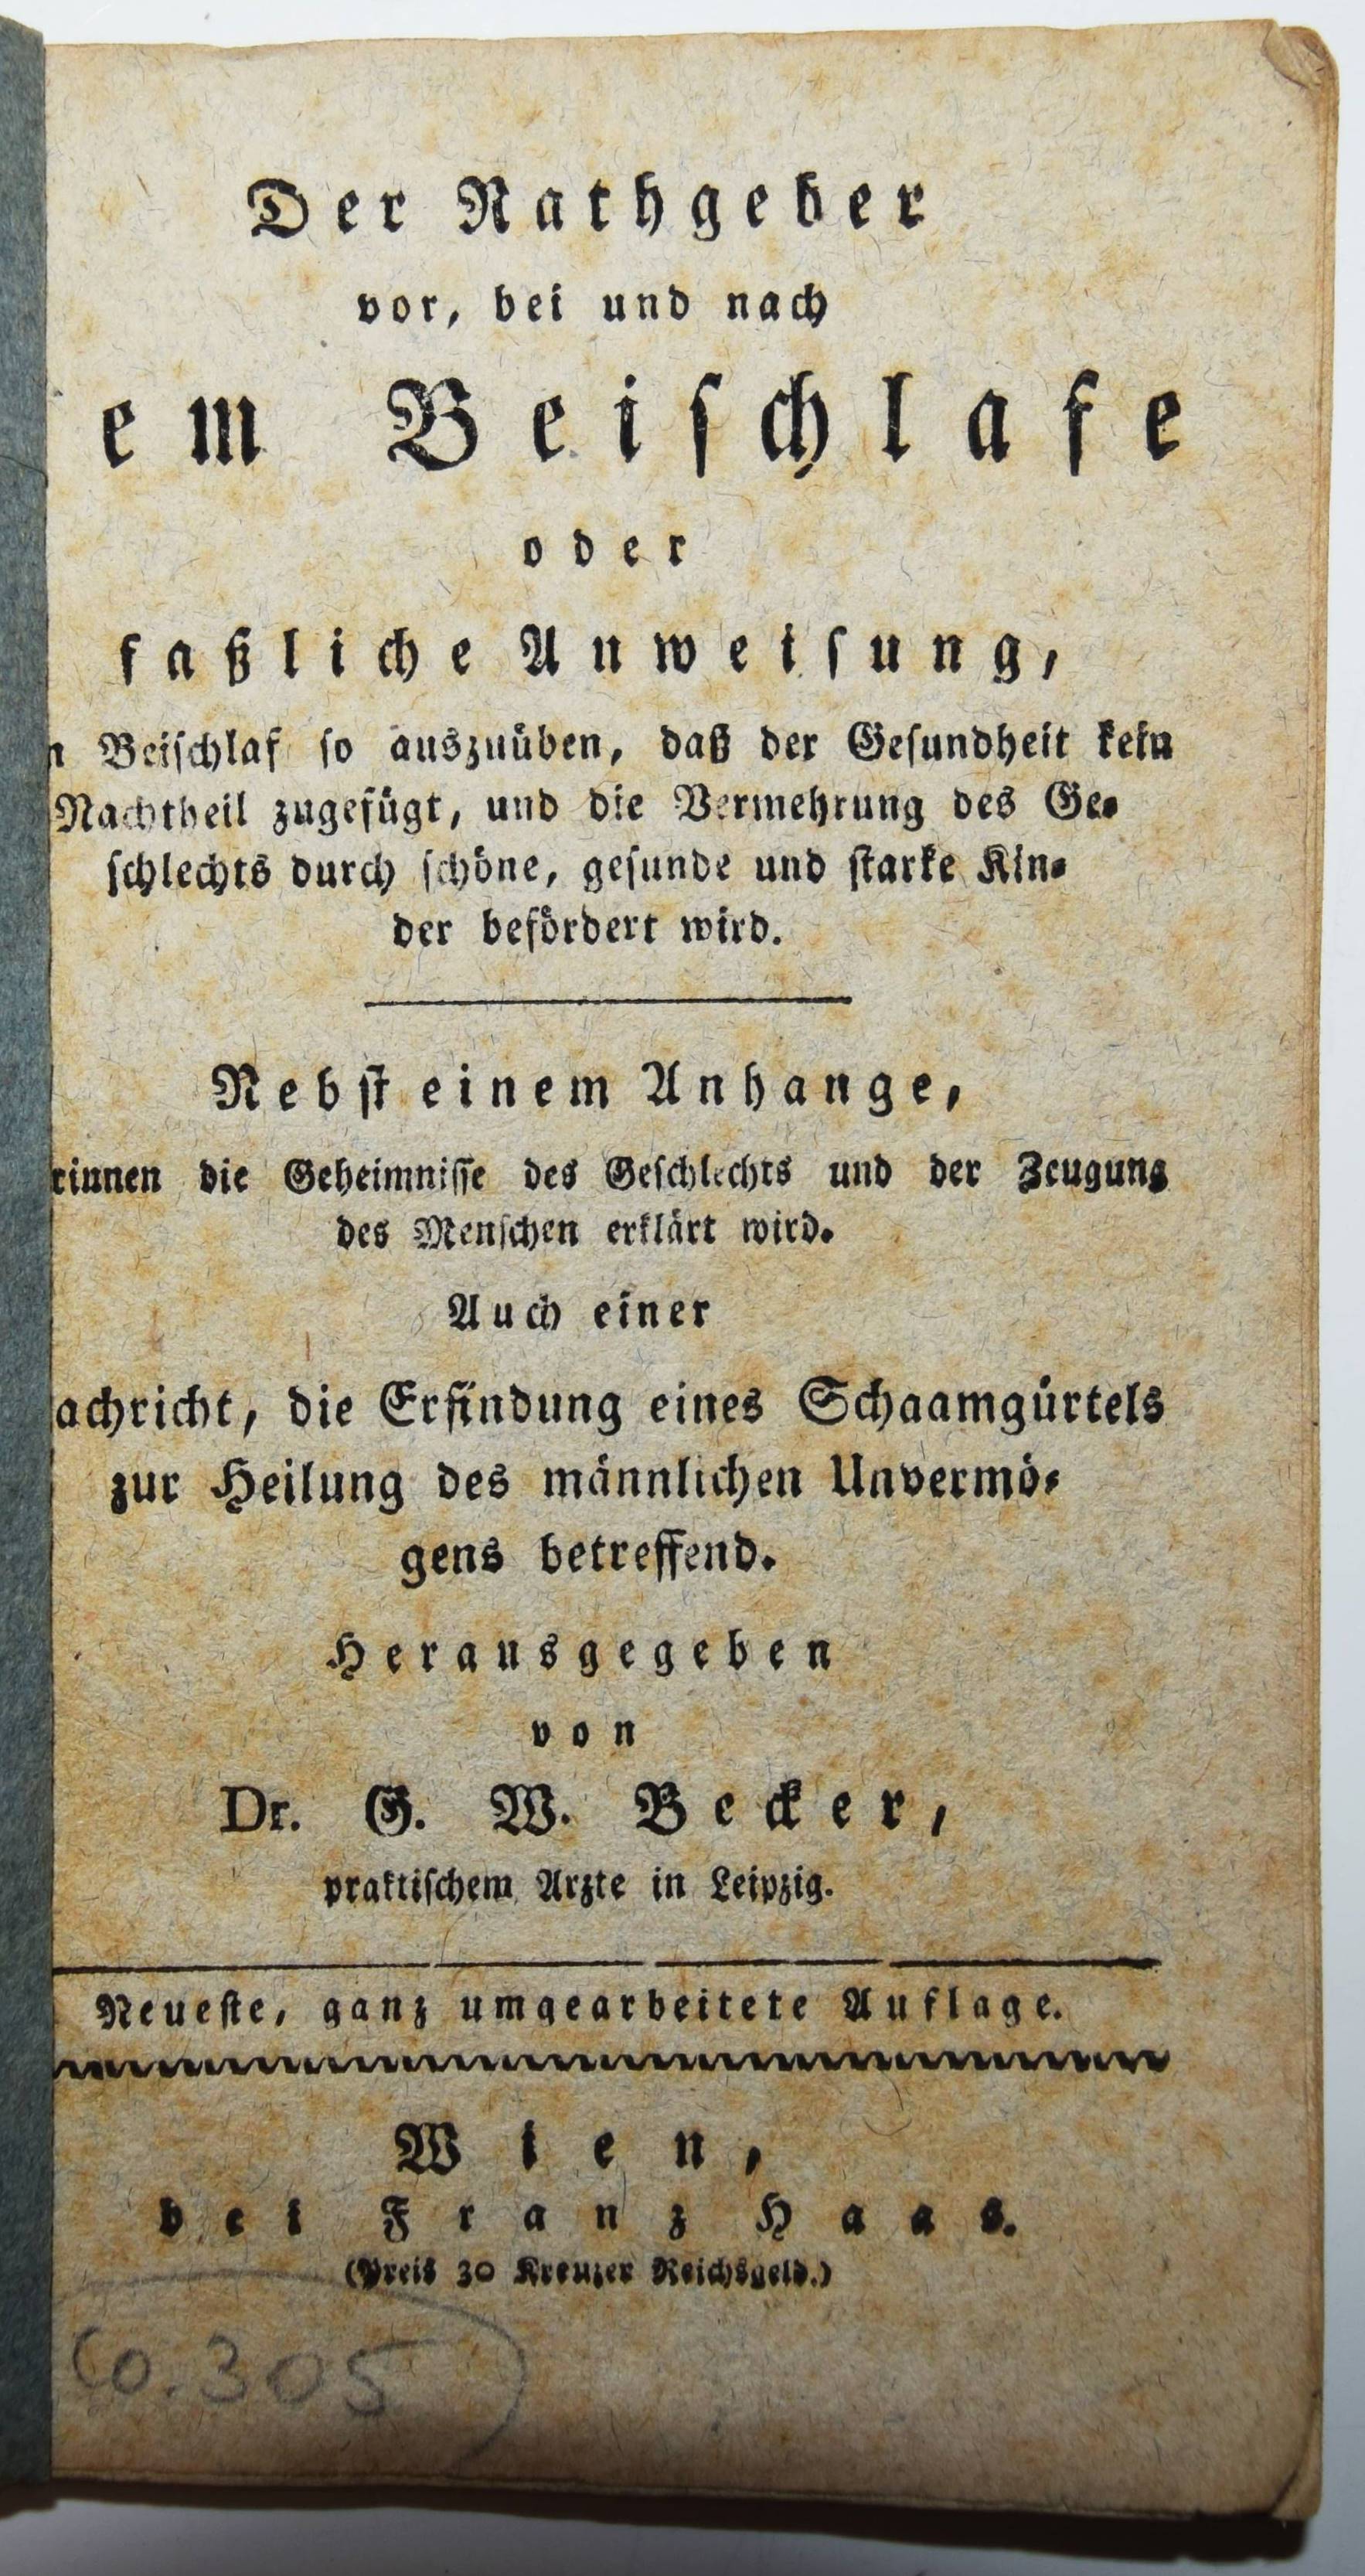 Der Rathgeber
vor, bei und nach
em Beiſchlafe
oder
faßliche Anweiſung,
n Beiſchlaf ſo auszuüben, daß der Geſundheit kein
Nachtheil zugefügt, und die Vermehrung des Ge-
ſchlechts durch ſchöne, geſunde und ſtarke Kin-
der befördert wird.
Nebſt einem Anhange,
rinnen die Geheimniſſe des Geſchlechts und der Zeugung
des Menſchen erklärt wird.
Auch einer
achricht, die Erfindung eines Schaamgürtels
zur Heilung des männlichen Unvermö-
gens betreffend.
Herausgegeben
von
Dr. G. W. Becker,
praktiſchem Arzte in Leipzig.
Neueſte, ganz umgearbeitete Auflage.
Wien,
bei Franz Haas.
(Preis 30 Kreuzer Reichsgeld.)
60.305